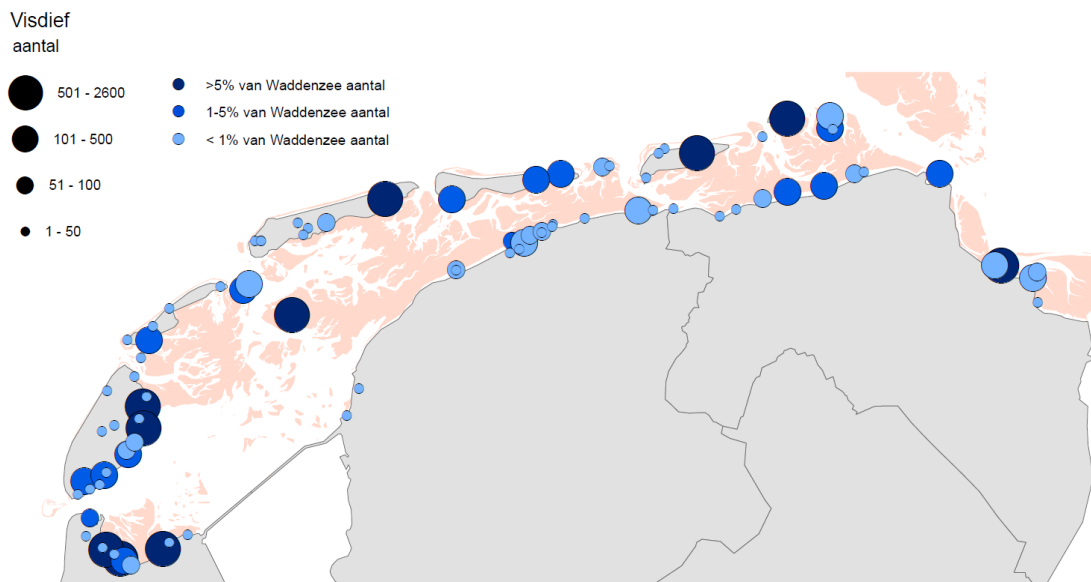 Visdief
aantal
501 - 2600
101 - 500
51 - 100
1 - 50
>5% van Waddenzee aantal
1-5% van Waddenzee aantal
< 1% van Waddenzee aantal